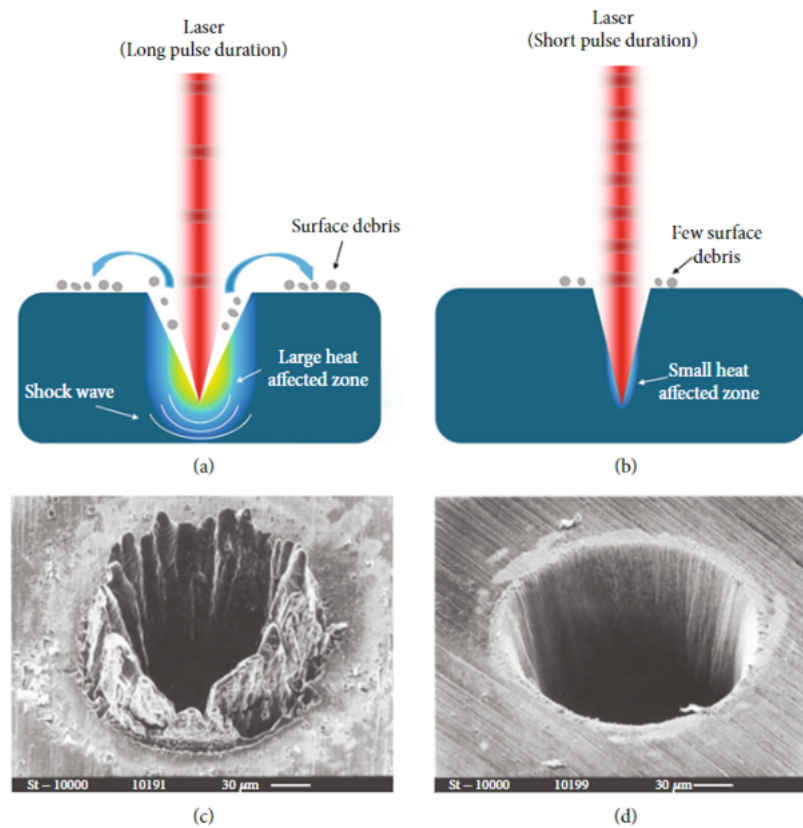 Laser
(Long pulse duration)
Laser
(Short pulse duration)
Surface debris
Few surface
debris
Large heat
affected zone
Shock wave
Small heat
affected zone
(a)
(b)
St – 10000 10191 30 μm
St – 10000 10199 30 μm
(c)
(d)